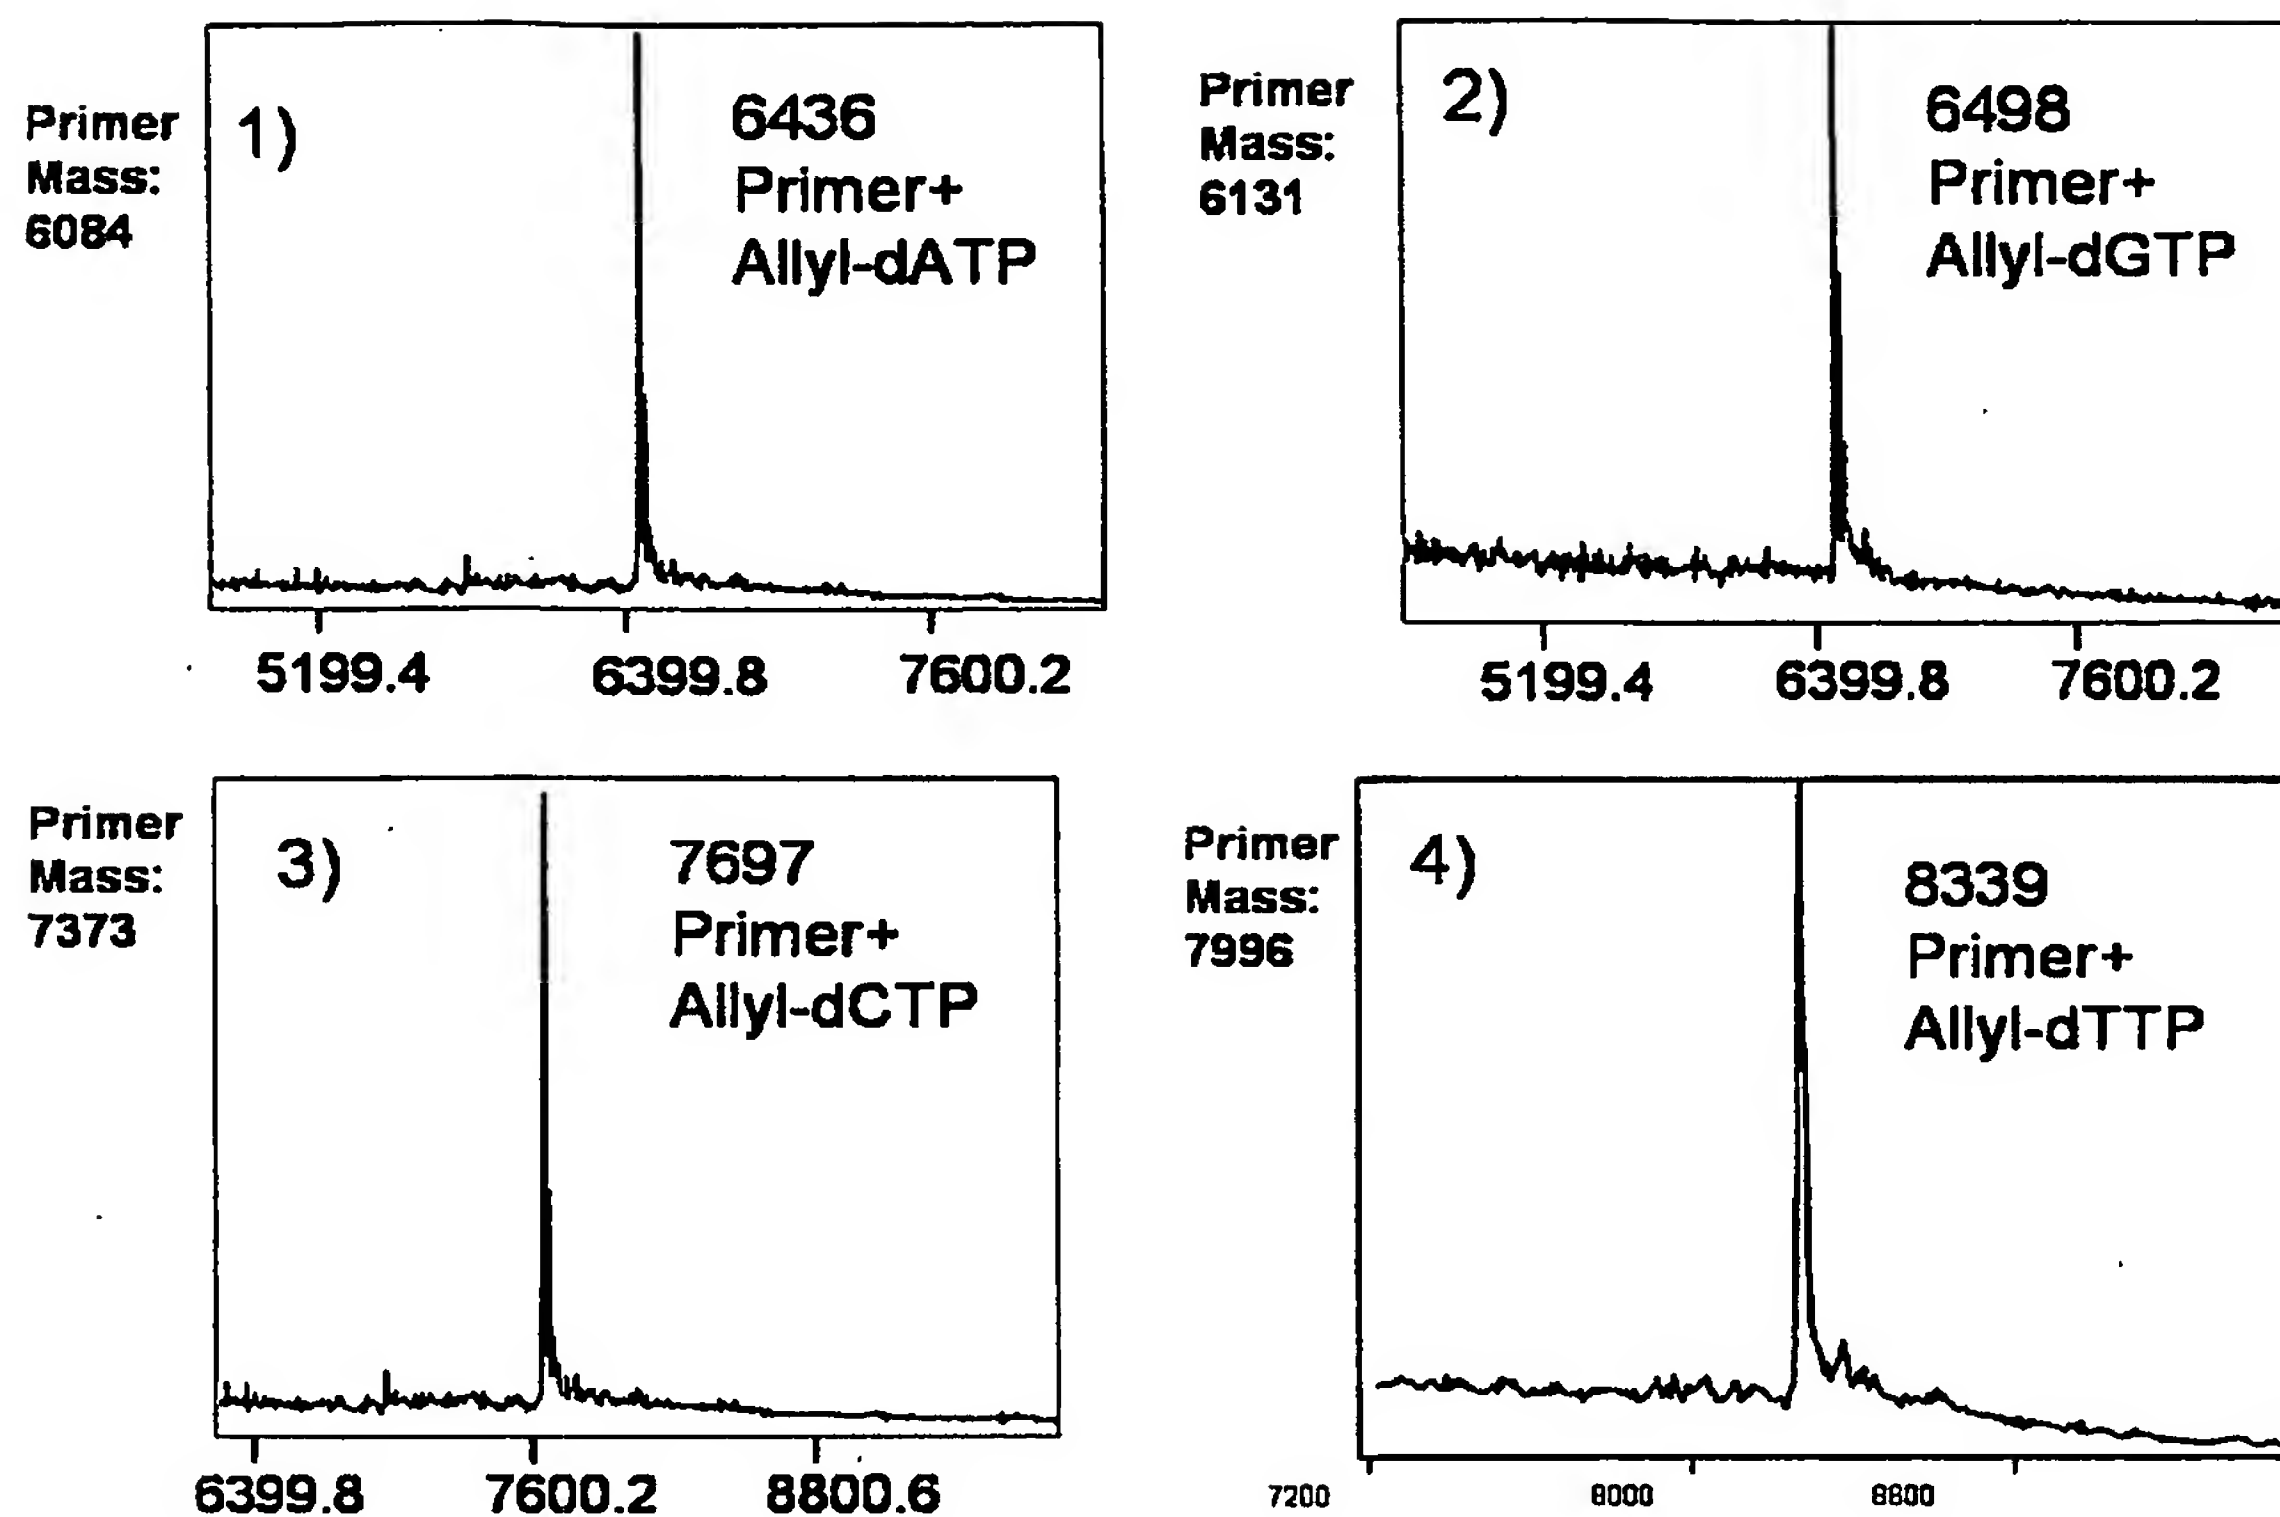 Primer
Mass:
6084
1)
6436
Primer+
Allyl-dATP
5199.4
6399.8
7600.2
Primer
Mass:
6131
2)
6498
Primer+
Allyl-dGTP
5199.4
6399.8
7600.2
Primer
Mass:
7373
3)
7697
Primer+
Allyl-dCTP
6399.8
7600.2
8800.6
Primer
Mass:
7996
4)
8339
Primer+
Allyl-dTTP
7200
8000
8800